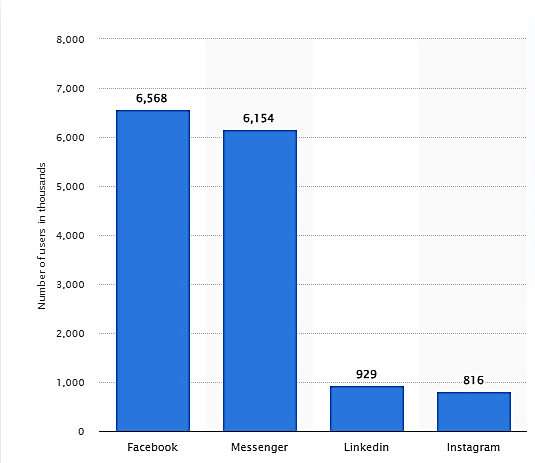 8,000
7,000
6,000
5,000
4,000
3,000
2,000
1,000
0
Number of users in thousands
6,568
6,154
929
816
Facebook
Messenger
Linkedin
Instagram